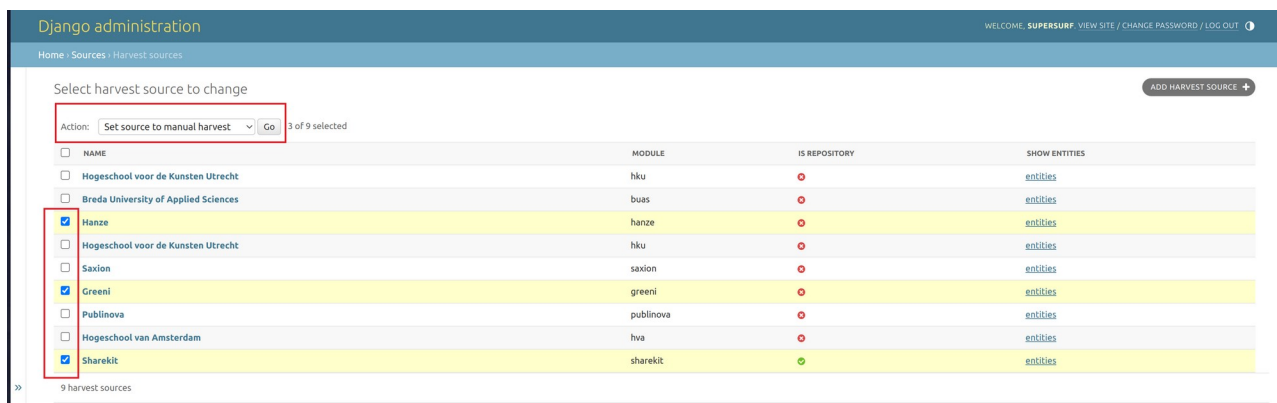 Django administration
WELCOME, SUPERSURF. VIEW SITE / CHANGE PASSWORD / LOG OUT
Home › Sources › Harvest sources
Select harvest source to change
ADD HARVEST SOURCE +
Action: Set source to manual harvest Go 3 of 9 selected
NAME MODULE IS REPOSITORY SHOW ENTITIES
Hogeschool voor de Kunsten Utrecht hku entities
Breda University of Applied Sciences buas entities
Hanze hanze entities
Hogeschool voor de Kunsten Utrecht hku entities
Saxion saxion entities
Greeni greeni entities
Publinova publinova entities
Hogeschool van Amsterdam hva entities
Sharekit sharekit entities
» 9 harvest sources